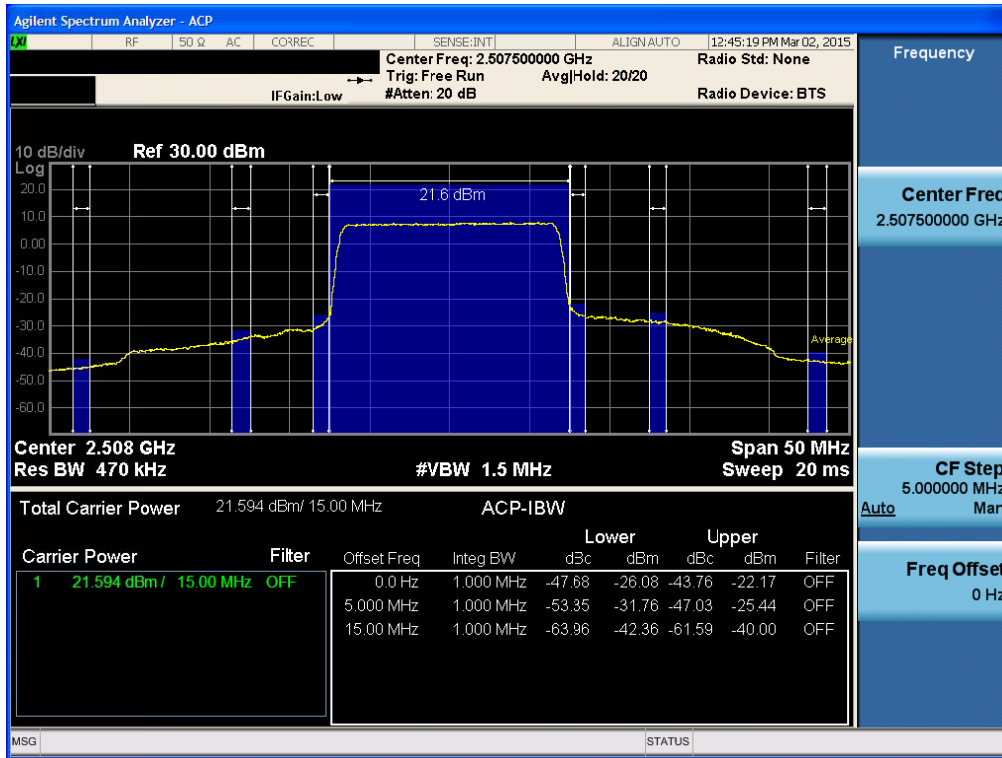 Agilent Spectrum Analyzer - ACP
LXI RF 50 Ω AC CORREC SENSE:INT ALIGN AUTO 12:45:19 PM Mar 02, 2015
Center Freq: 2.507500000 GHz Radio Std: None
Trig: Free Run Avg|Hold: 20/20
IFGain:Low #Atten: 20 dB Radio Device: BTS
10 dB/div Ref 30.00 dBm
Log
20.0
10.0
0.00
-10.0
-20.0
-30.0
-40.0
-50.0
-60.0
21.6 dBm
Average
Center 2.508 GHz Span 50 MHz
Res BW 470 kHz #VBW 1.5 MHz Sweep 20 ms
Total Carrier Power 21.594 dBm/ 15.00 MHz ACP-IBW
Lower Upper
Carrier Power Filter Offset Freq Integ BW dBc dBm dBc dBm Filter
1 21.594 dBm / 15.00 MHz OFF 0.0 Hz 1.000 MHz -47.68 -26.08 -43.76 -22.17 OFF
5.000 MHz 1.000 MHz -53.35 -31.76 -47.03 -25.44 OFF
15.00 MHz 1.000 MHz -63.96 -42.36 -61.59 -40.00 OFF
MSG STATUS
Frequency
Center Freq
2.507500000 GHz
CF Step
5.000000 MHz
Auto Man
Freq Offset
0 Hz